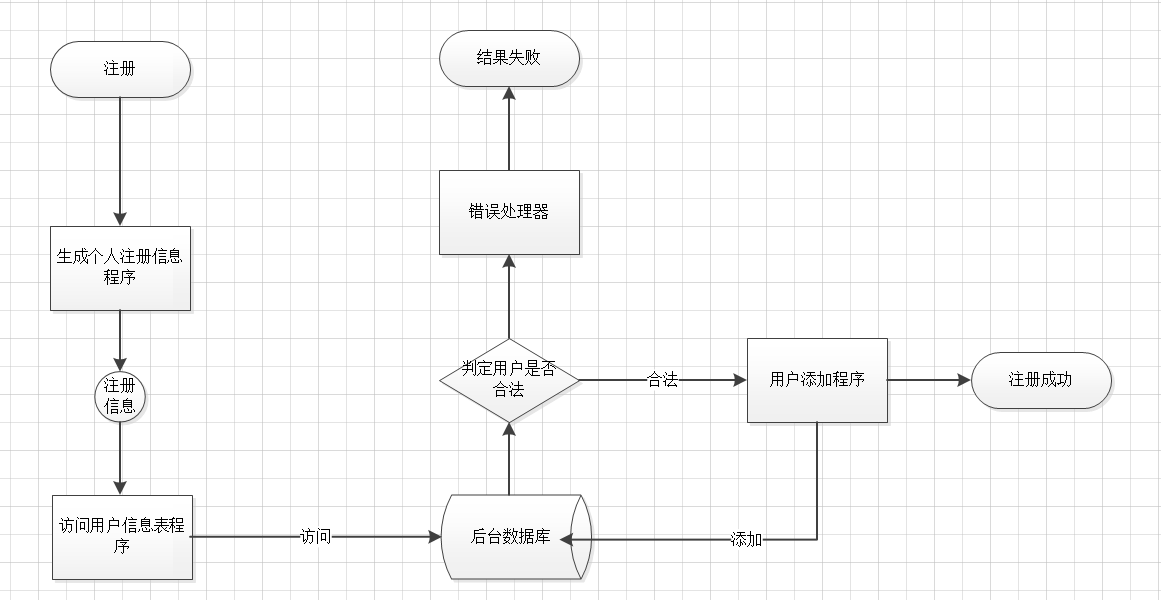 注册
结果失败
错误处理器
生成个人注册信息
程序
判定用户是否
合法
合法
用户添加程序
注册成功
注册
信息
访问用户信息表程
序
访问
后台数据库
添加